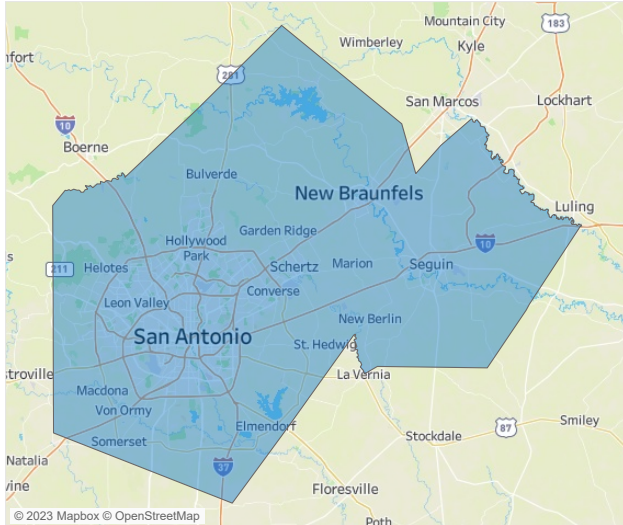 Mountain City
183
Wimberley
Kyle
nfort
281
San Marcos
Lockhart
10
Boerne
Bulverde
New Braunfels
Luling
Garden Ridge
Hollywood
Park
10
s
211
Helotes
Schertz
Marion
Seguin
Converse
Leon Valley
New Berlin
San Antonio
St. Hedwig
stroville
La Vernia
Macdona
Von Ormy
Elmendorf
Smiley
87
Somerset
Stockdale
Natalia
37
vine
Floresville
© 2023 Mapbox © OpenStreetMap
Poth